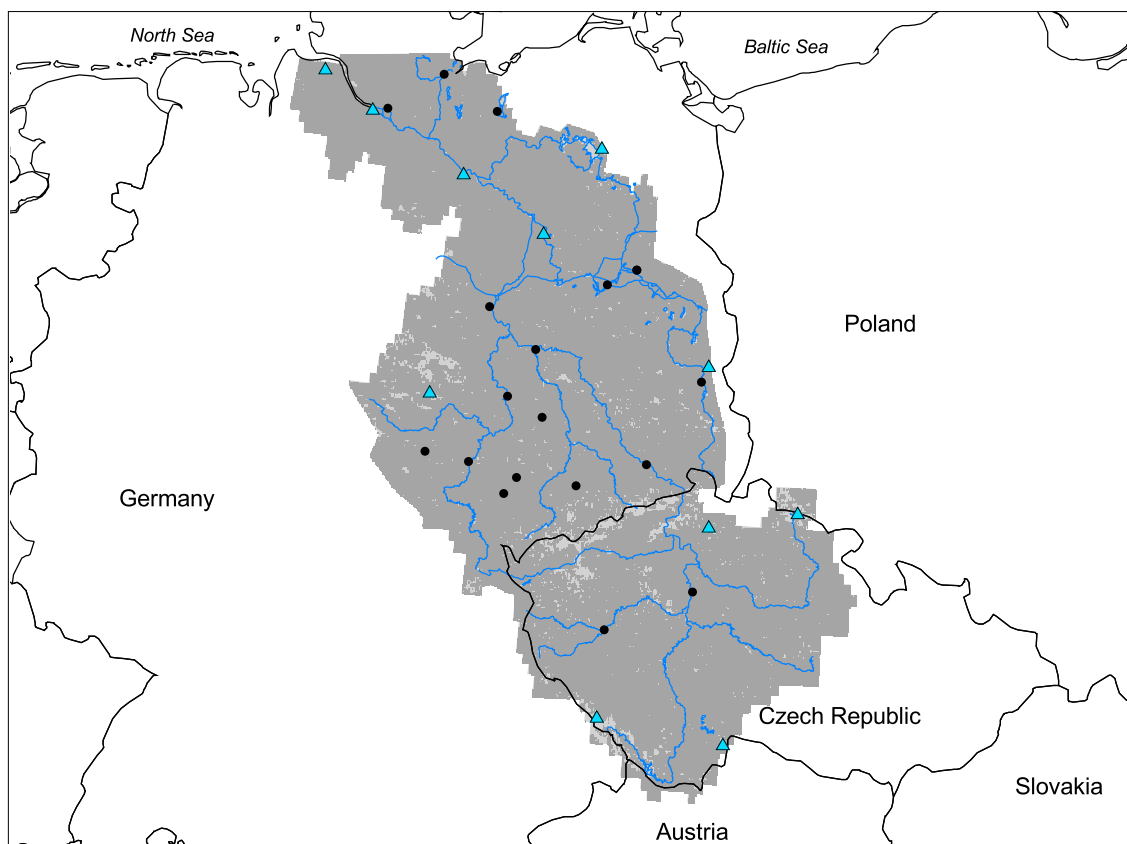 North Sea
Baltic Sea
Poland
Germany
Czech Republic
Slovakia
Austria